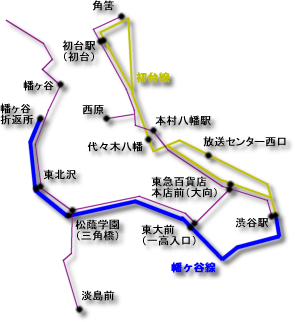 角筈
初台駅
(初台)
初台線
幡ヶ谷
西原
幡ヶ谷
折返所
本村八幡駅
代々木八幡
放送センター西口
東北沢
東急百貨店
本店前(大向)
松蔭学園
(三角橋)
東大前
(一高入口)
渋谷駅
幡ヶ谷線
淡島前